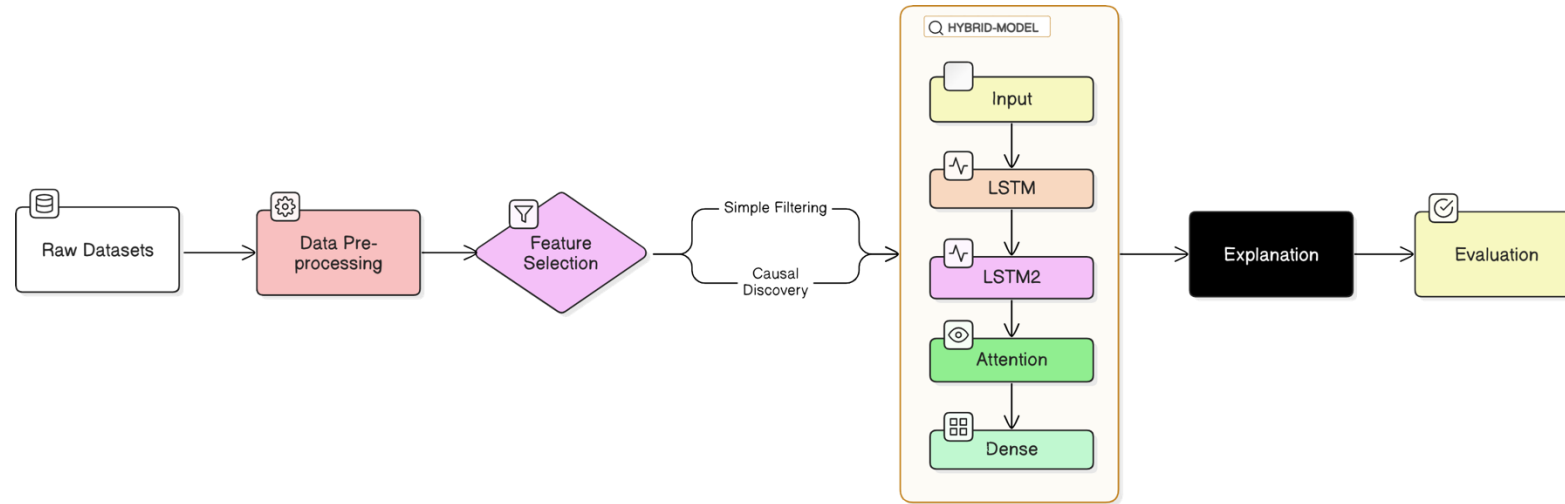 Raw Datasets
Data Pre-
processing
Feature
Selection
Simple Filtering
Causal
Discovery
HYBRID-MODEL
Input
LSTM
LSTM2
Attention
Dense
Explanation
Evaluation